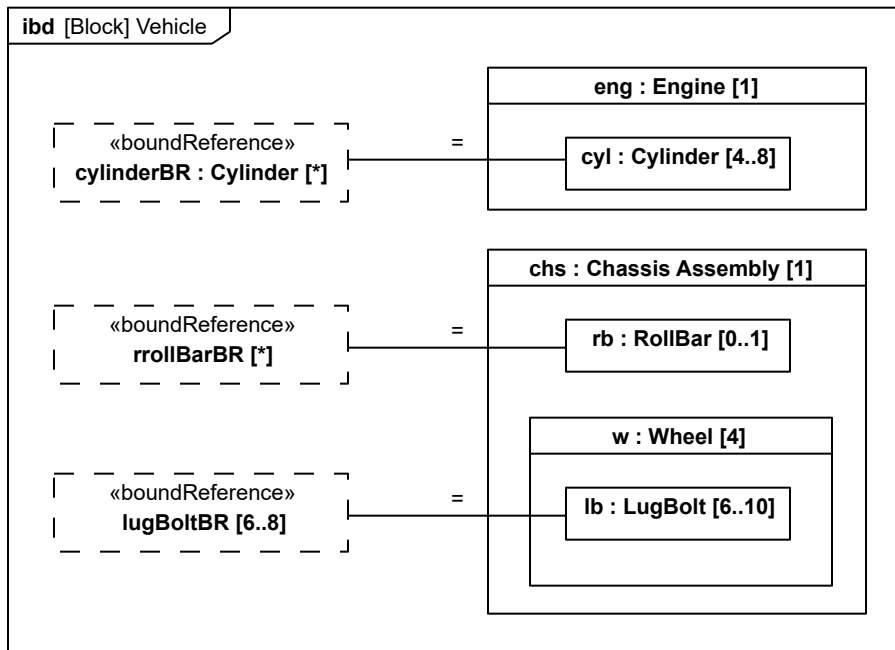 ibd [Block] Vehicle
eng : Engine [1]
«boundReference»
cylinderBR : Cylinder [*]
=
cyl : Cylinder [4..8]
chs : Chassis Assembly [1]
«boundReference»
rrollBarBR [*]
=
rb : RollBar [0..1]
w : Wheel [4]
«boundReference»
lugBoltBR [6..8]
=
lb : LugBolt [6..10]